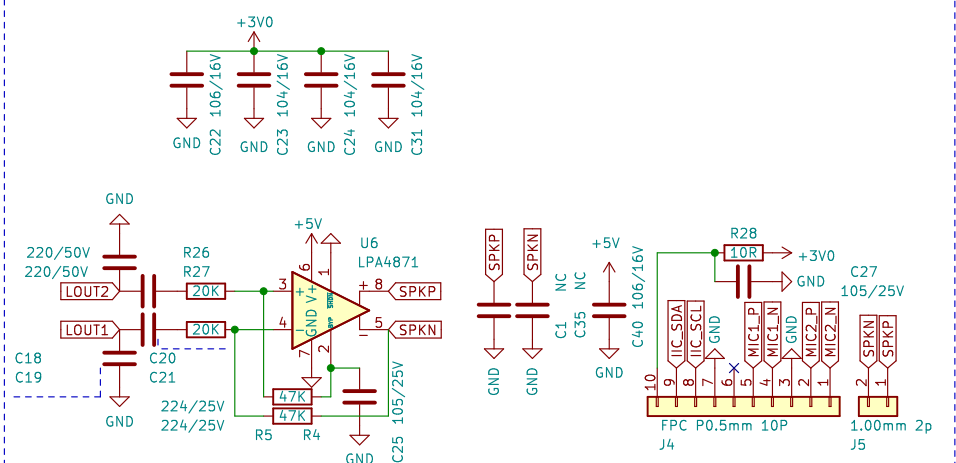 +3V0
C22 106/16V
C23 104/16V
C24 104/16V
C31 104/16V
GND
GND
GND
GND
GND
220/50V
220/50V
LOUT2
LOUT1
C18
C19
C20
C21
224/25V
224/25V
R26
R27
20K
20K
+5V
U6
LPA4871
6
1
3
4
+
-
V+
SHDN
GND
BYP
7
2
+
8
SPKP
-
5
SPKN
47K
47K
R5
R4
C25 105/25V
GND
GND
SPKP
SPKN
C1 NC
C35 NC
GND
GND
+5V
C40 106/16V
GND
R28
10R
+3V0
GND
C27
105/25V
IIC_SDA
IIC_SCL
GND
MIC1_P
MIC1_N
GND
MIC2_P
MIC2_N
10
9
8
7
6
5
4
3
2
1
FPC P0.5mm 10P
J4
SPKN
SPKP
2
1
1.00mm 2p
J5